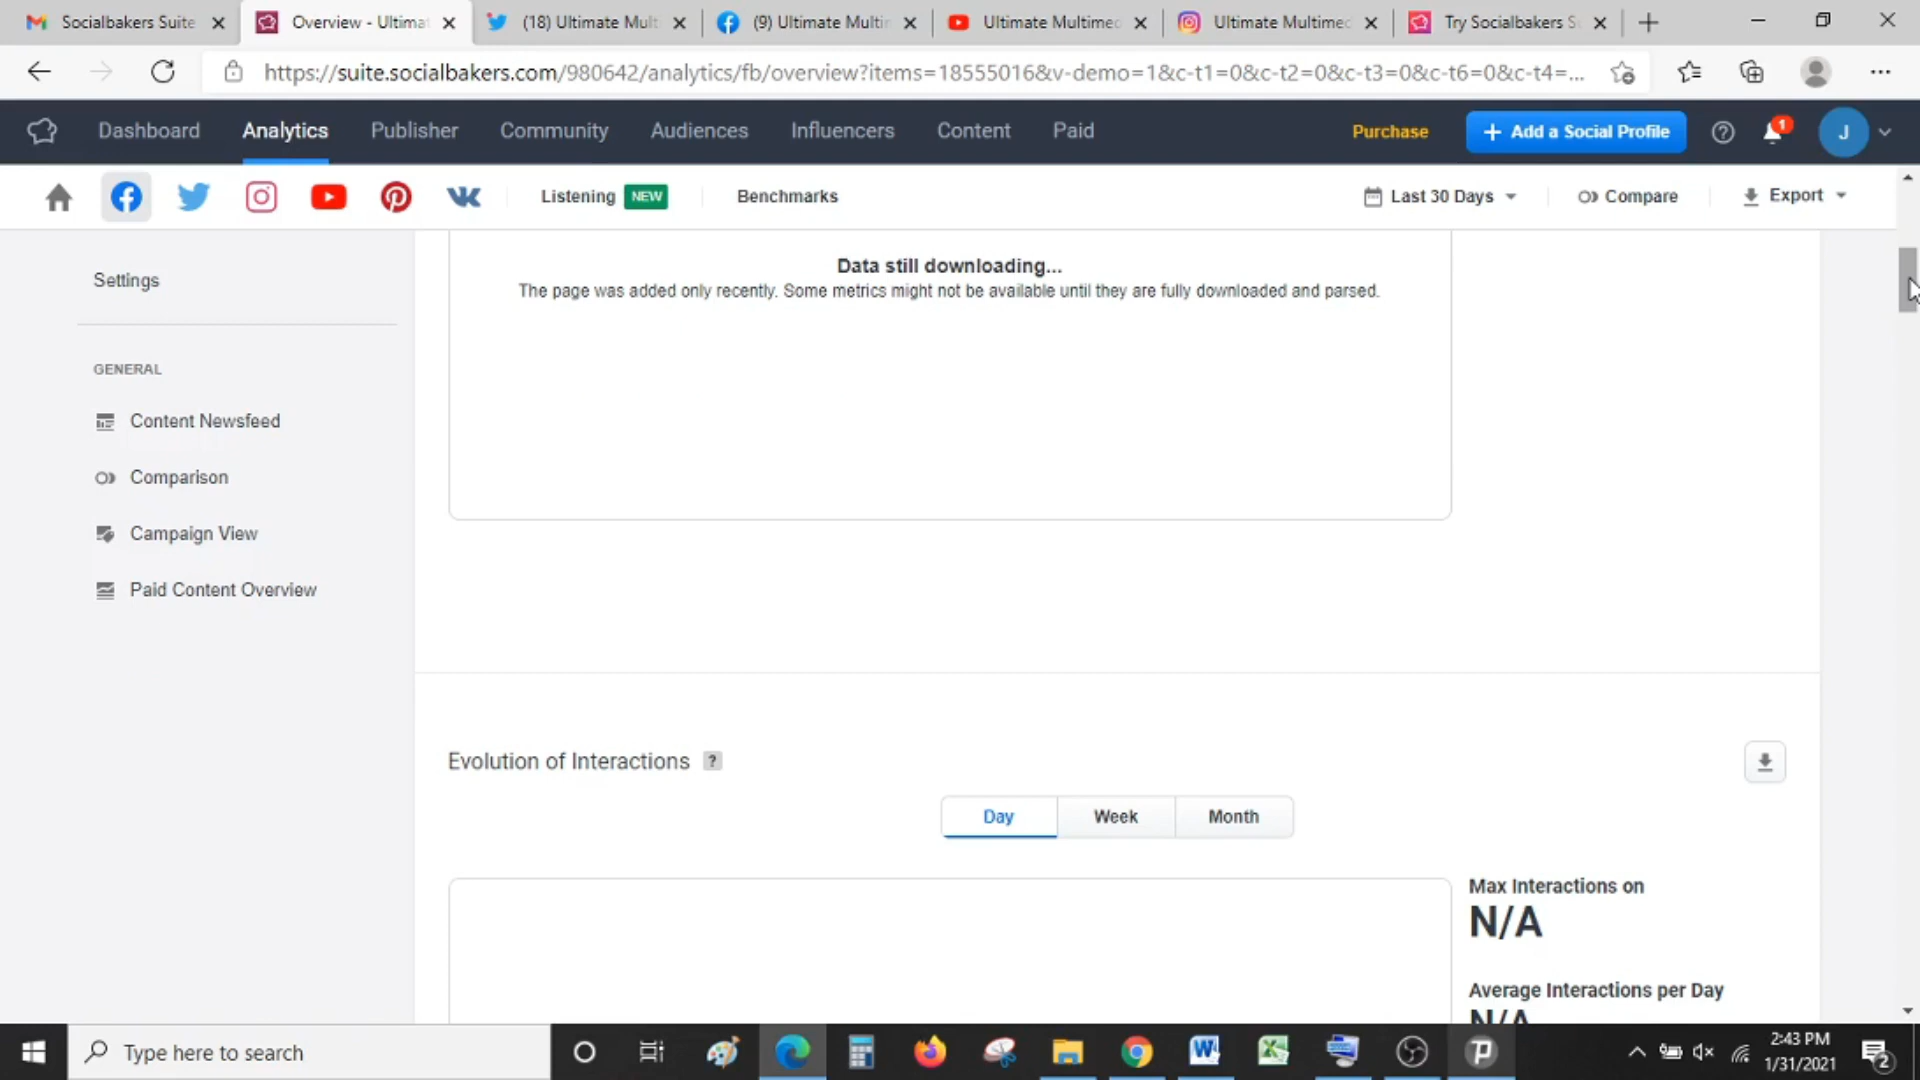 Socialbakers Suite
Overview - Ultimat
(18) Ultimate Mult
(9) Ultimate Multin
Ultimate Multimed
Ultimate Multimed
Try Socialbakers S
https://suite.socialbakers.com/980642/analytics/fb/overview?items=18555016&v-demo=1&c-t1=0&c-t2=0&c-t3=0&c-t6=0&c-t4=...
Dashboard
Analytics
Publisher
Community
Audiences
Influencers
Content
Paid
Purchase
+ Add a Social Profile
?
1
J
Listening NEW
Benchmarks
Last 30 Days
Compare
Export
Settings
GENERAL
Content Newsfeed
Comparison
Campaign View
Paid Content Overview
Data still downloading...
The page was added only recently. Some metrics might not be available until they are fully downloaded and parsed.
Evolution of Interactions ?
Day
Week
Month
Max Interactions on
N/A
Average Interactions per Day
N/A
Type here to search
2:43 PM
1/31/2021
2